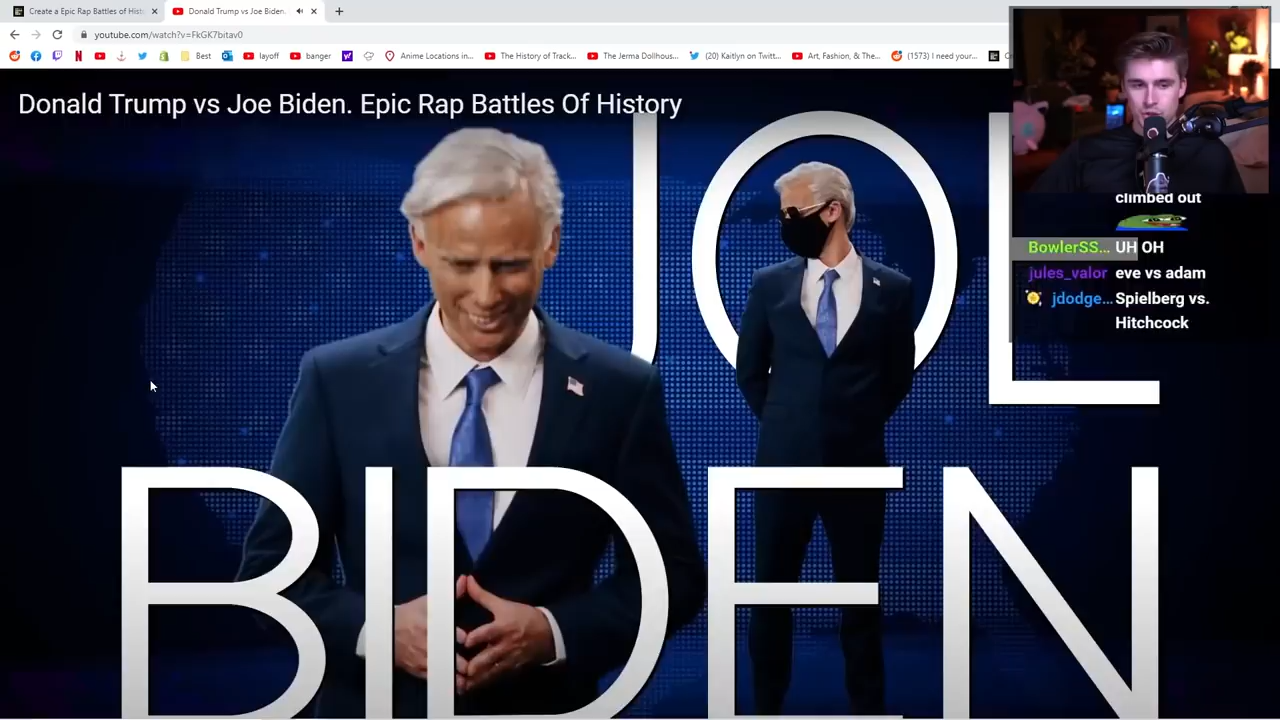 Create a Epic Rap Battles of History
Donald Trump vs Joe Biden.
youtube.com/watch?v=FkGK7bitav0
Best
layoff
banger
Anime Locations in...
The History of Track...
The Jerma Dollhous...
(20) Kaitlyn on Twitt...
Art, Fashion, & The...
(1573) I need your...
Donald Trump vs Joe Biden. Epic Rap Battles Of History
JOE
BIDEN
climbed out
BowlerSS... UH OH
jules_valor eve vs adam
jdodge... Spielberg vs.
Hitchcock